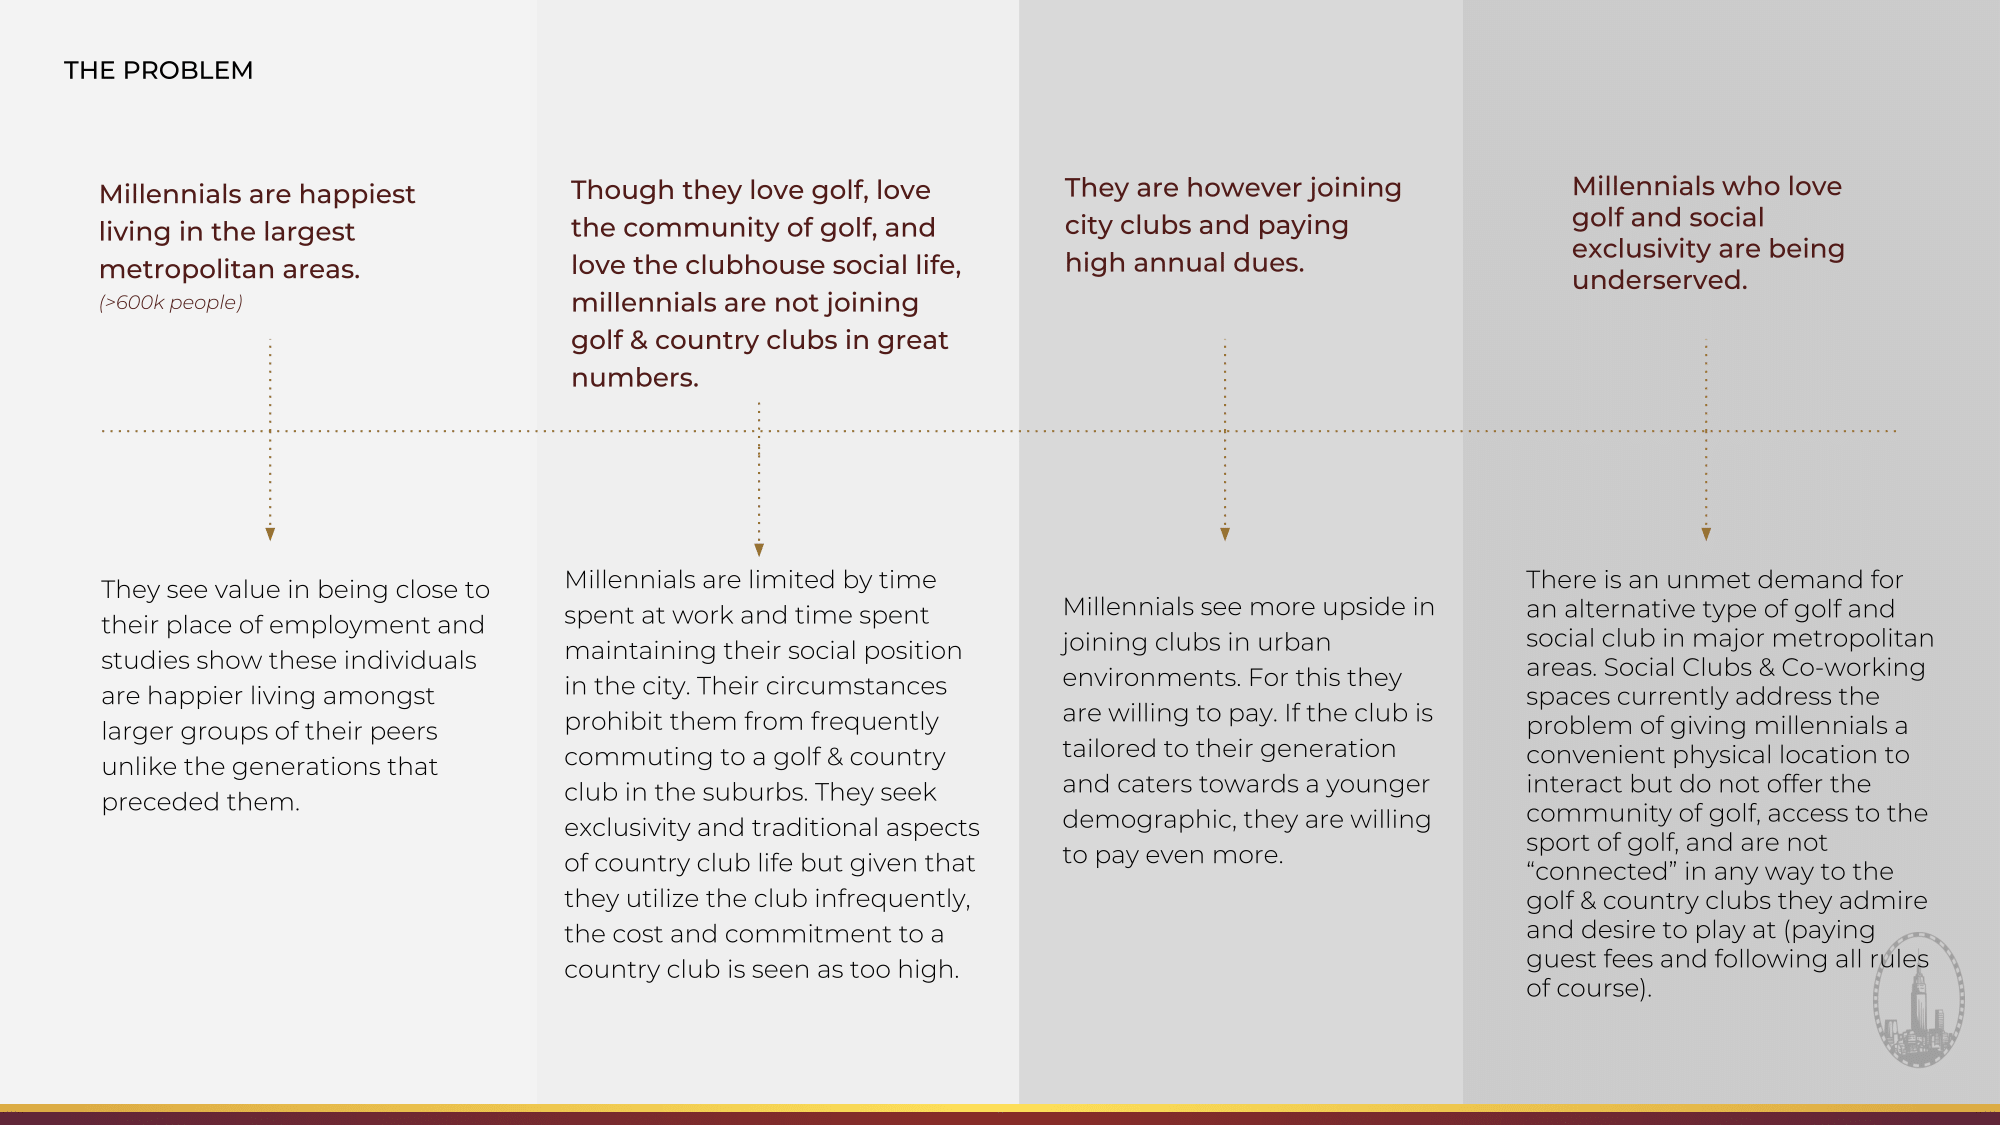 THE PROBLEM
Millennials are happiest
living in the largest
metropolitan areas.
(>600k people)
They see value in being close to
their place of employment and
studies show these individuals
are happier living amongst
larger groups of their peers
unlike the generations that
preceded them.
Though they love golf, love
the community of golf, and
love the clubhouse social life,
millennials are not joining
golf & country clubs in great
numbers.
Millennials are limited by time
spent at work and time spent
maintaining their social position
in the city. Their circumstances
prohibit them from frequently
commuting to a golf & country
club in the suburbs. They seek
exclusivity and traditional aspects
of country club life but given that
they utilize the club infrequently,
the cost and commitment to a
country club is seen as too high.
They are however joining
city clubs and paying
high annual dues.
Millennials see more upside in
joining clubs in urban
environments. For this they
are willing to pay. If the club is
tailored to their generation
and caters towards a younger
demographic, they are willing
to pay even more.
Millennials who love
golf and social
exclusivity are being
underserved.
There is an unmet demand for
an alternative type of golf and
social club in major metropolitan
areas. Social Clubs & Co-working
spaces currently address the
problem of giving millennials a
convenient physical location to
interact but do not offer the
community of golf, access to the
sport of golf, and are not
“connected” in any way to the
golf & country clubs they admire
and desire to play at (paying
guest fees and following all rules
of course).